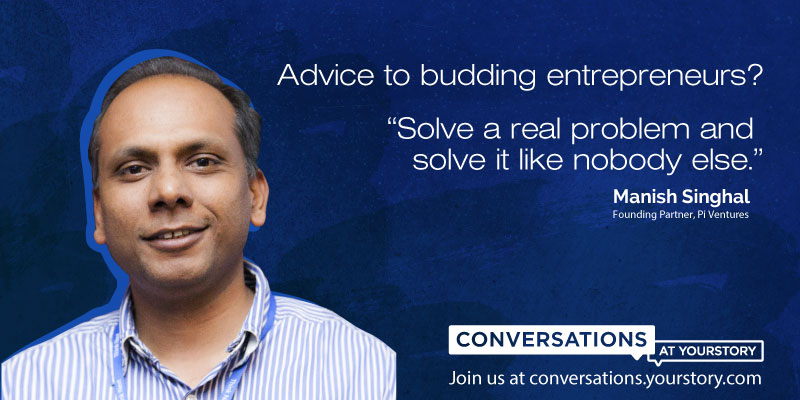 Advice to budding entrepreneurs?
“Solve a real problem and
solve it like nobody else.”
Manish Singhal
Founding Partner, Pi Ventures
CONVERSATIONS
AT YOURSTORY
Join us at conversations.yourstory.com